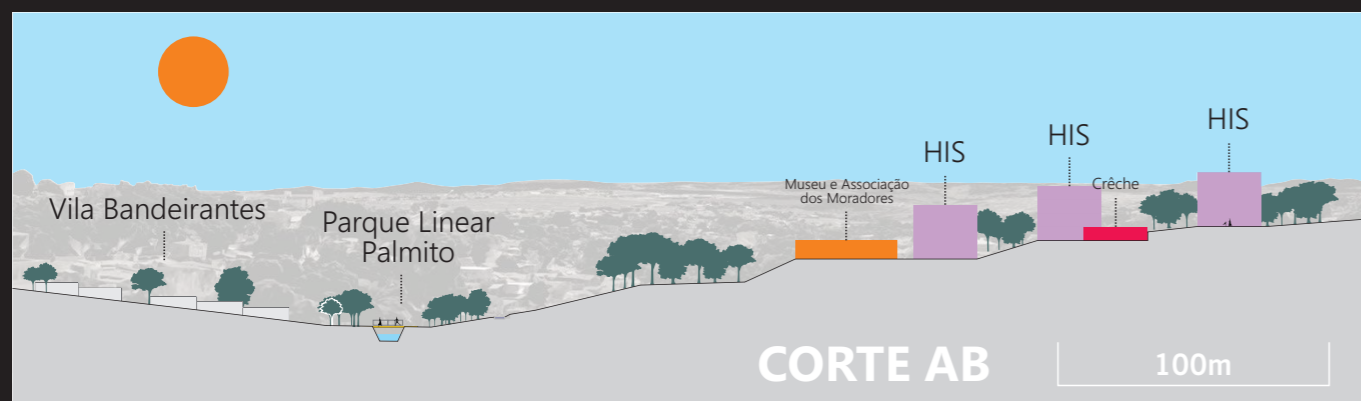 Vila Bandeirantes
Parque Linear
Palmito
Museu e Associação
dos Moradores
HIS
HIS
Crêche
HIS
CORTE AB
100m